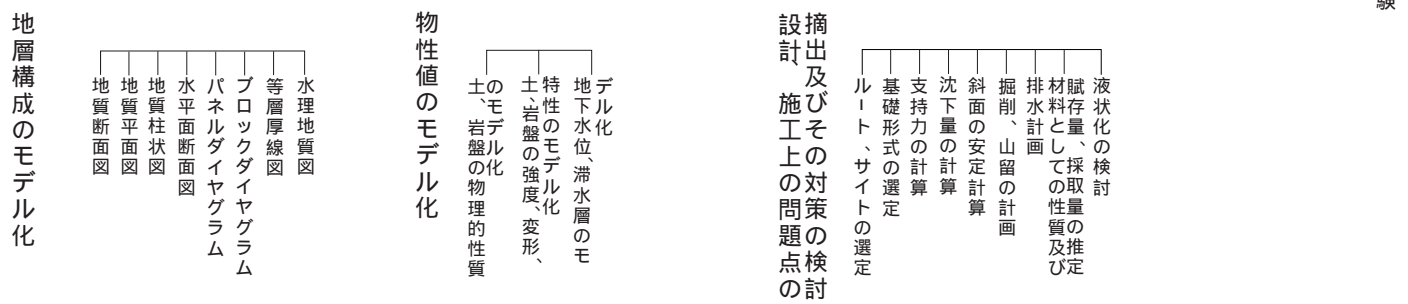 地層構成のモデル化
地質断面図
地質平面図
地質柱状図
水平面断面図
パネルダイヤグラム
ブロックダイヤグラム
等層厚線図
水理地質図
物性値のモデル化
土、岩盤の物理的性質
のモデル化
土、岩盤の強度、変形、
特性のモデル化
地下水位、滞水層のモ
デル化
設計、施工上の問題点の
摘出及びその対策の検討
ルート、サイトの選定
基礎形式の選定
支持力の計算
沈下量の計算
斜面の安定計算
掘削、山留の計画
排水計画
材料としての性質及び
賦存量、採取量の推定
液状化の検討
験